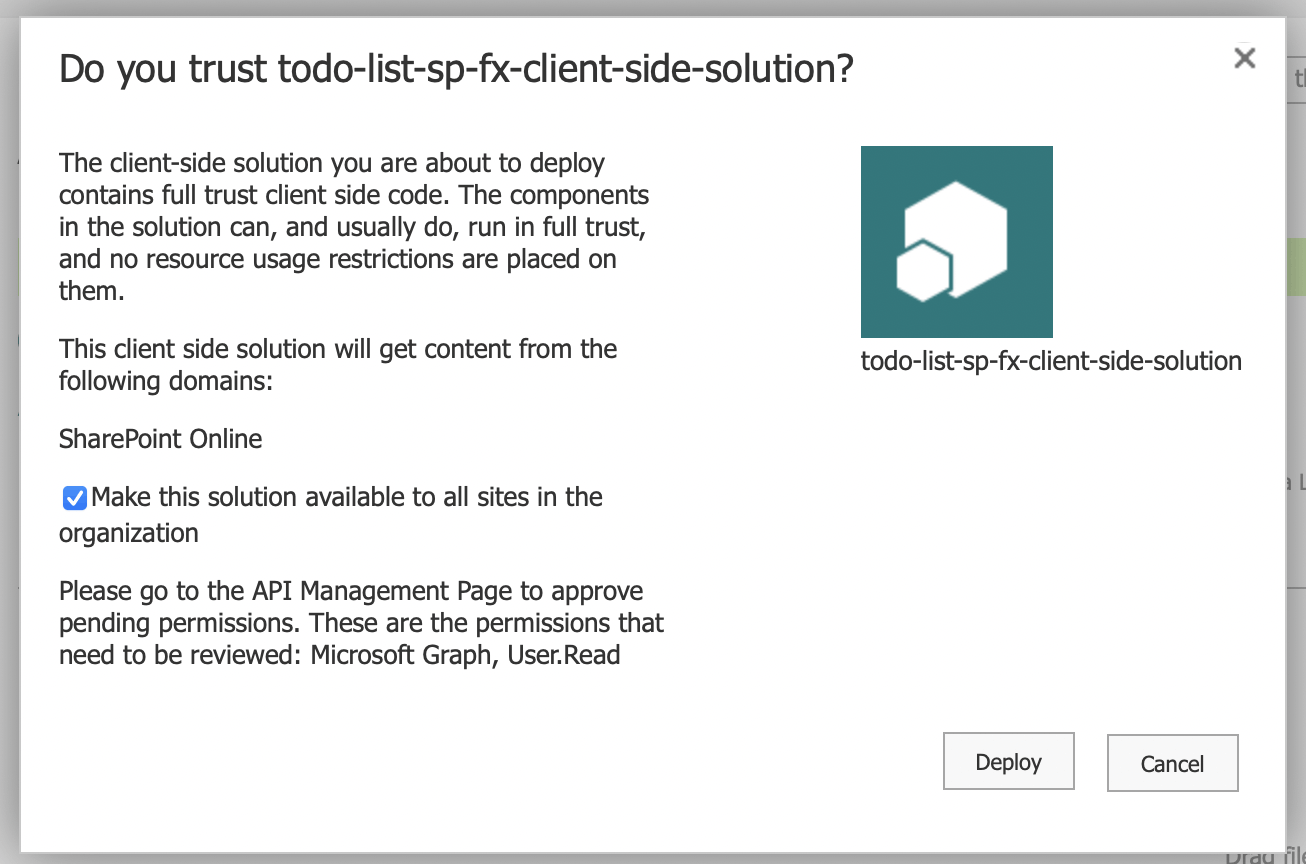 Do you trust todo-list-sp-fx-client-side-solution?
The client-side solution you are about to deploy
contains full trust client side code. The components
in the solution can, and usually do, run in full trust,
and no resource usage restrictions are placed on
them.
This client side solution will get content from the
following domains:
SharePoint Online
Make this solution available to all sites in the
organization
Please go to the API Management Page to approve
pending permissions. These are the permissions that
need to be reviewed: Microsoft Graph, User.Read
todo-list-sp-fx-client-side-solution
Deploy
Cancel